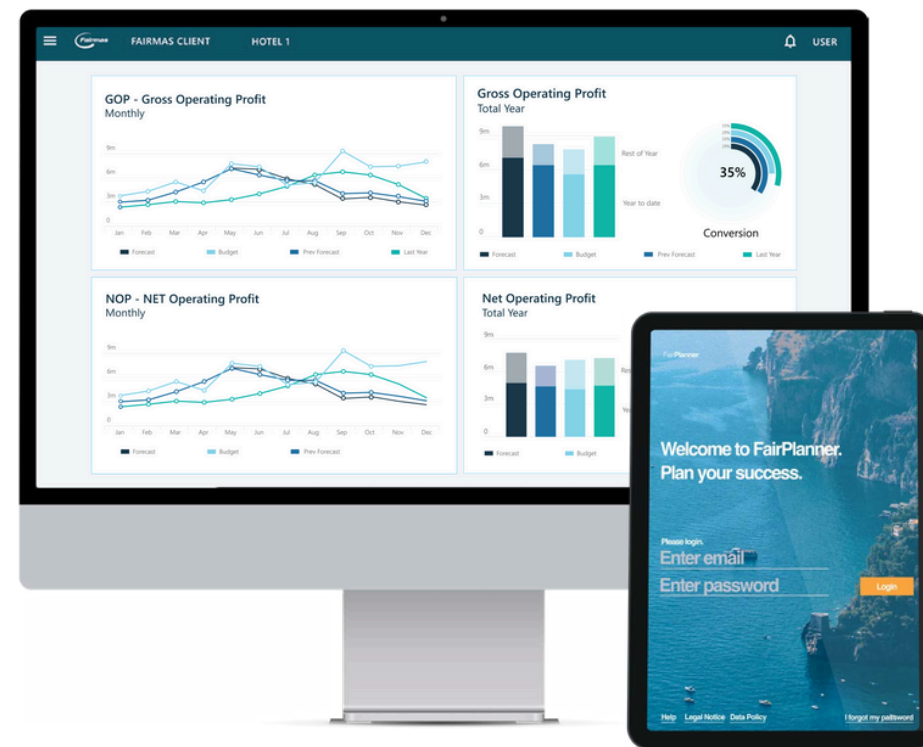 Fairmas
FAIRMAS CLIENT
HOTEL 1
USER
GOP - Gross Operating Profit
Monthly
9m
6m
3m
0
Jan Feb Mar Apr May Jun Jul Aug Sep Oct Nov Dec
Forecast Budget Prev Forecast Last Year
Gross Operating Profit
Total Year
9m
6m
3m
0
Rest of Year
Year to date
35%
Conversion
Forecast Budget Prev Forecast Last Year
NOP - NET Operating Profit
Monthly
9m
6m
3m
0
Jan Feb Mar Apr May Jun Jul Aug Sep Oct Nov Dec
Forecast Budget Prev Forecast
Net Operating Profit
Total Year
9m
6m
3m
0
Forecast Budget
FairPlanner
Welcome to FairPlanner.
Plan your success.
Please login.
Enter email
Enter password
Login
Help Legal Notice Data Policy
I forgot my password